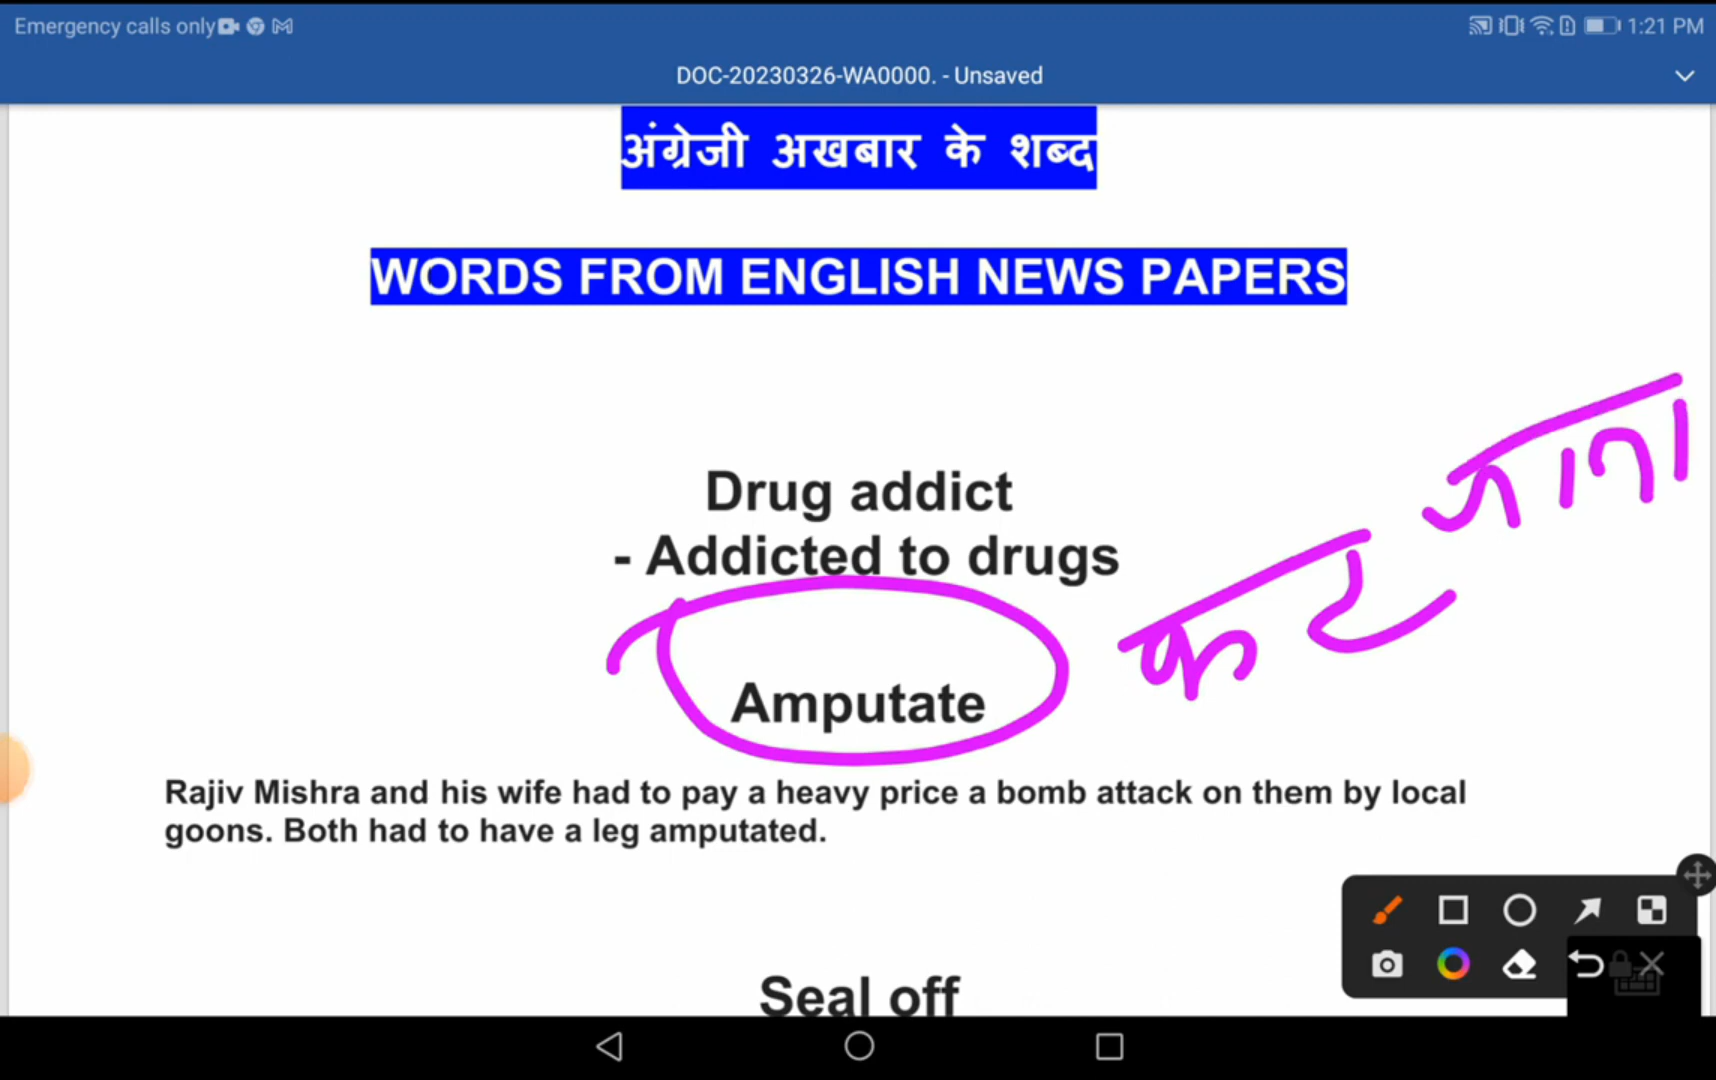 Emergency calls only
1:21 PM
DOC-20230326-WA0000. - Unsaved
अंग्रेजी अखबार के शब्द
WORDS FROM ENGLISH NEWS PAPERS
Drug addict
- Addicted to drugs
Amputate
कट जाना
Rajiv Mishra and his wife had to pay a heavy price a bomb attack on them by local
goons. Both had to have a leg amputated.
Seal off